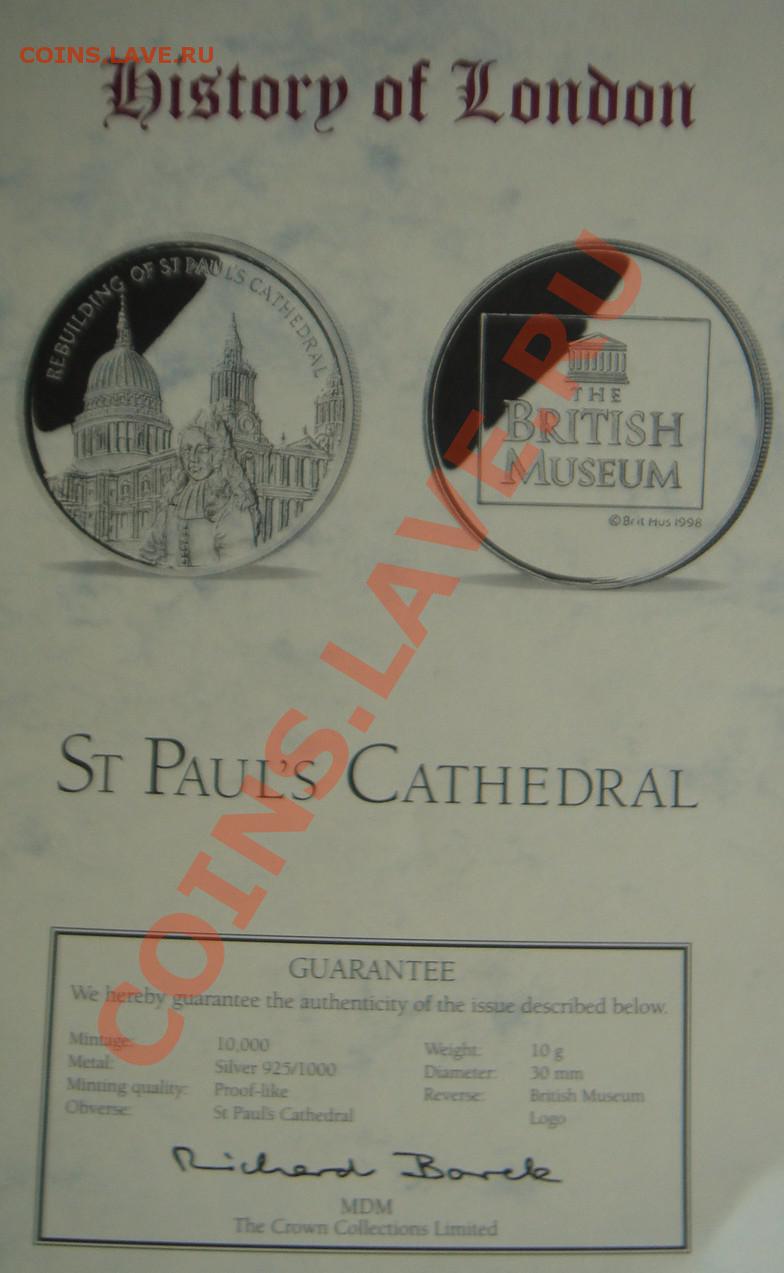 COINS.LAVE.RU
History of London
REBUILDING OF ST PAUL'S CATHEDRAL
THE
BRITISH
MUSEUM
© Brit Mus 1998
COINS.LAVE.RU
ST PAUL'S CATHEDRAL
GUARANTEE
We hereby guarantee the authenticity of the issue described below.
Mintage: 10,000 Weight: 10 g
Metal: Silver 925/1000 Diameter: 30 mm
Minting quality: Proof-like Reverse: British Museum
Obverse: St Paul's Cathedral Logo
Richard Borek
MDM
The Crown Collections Limited